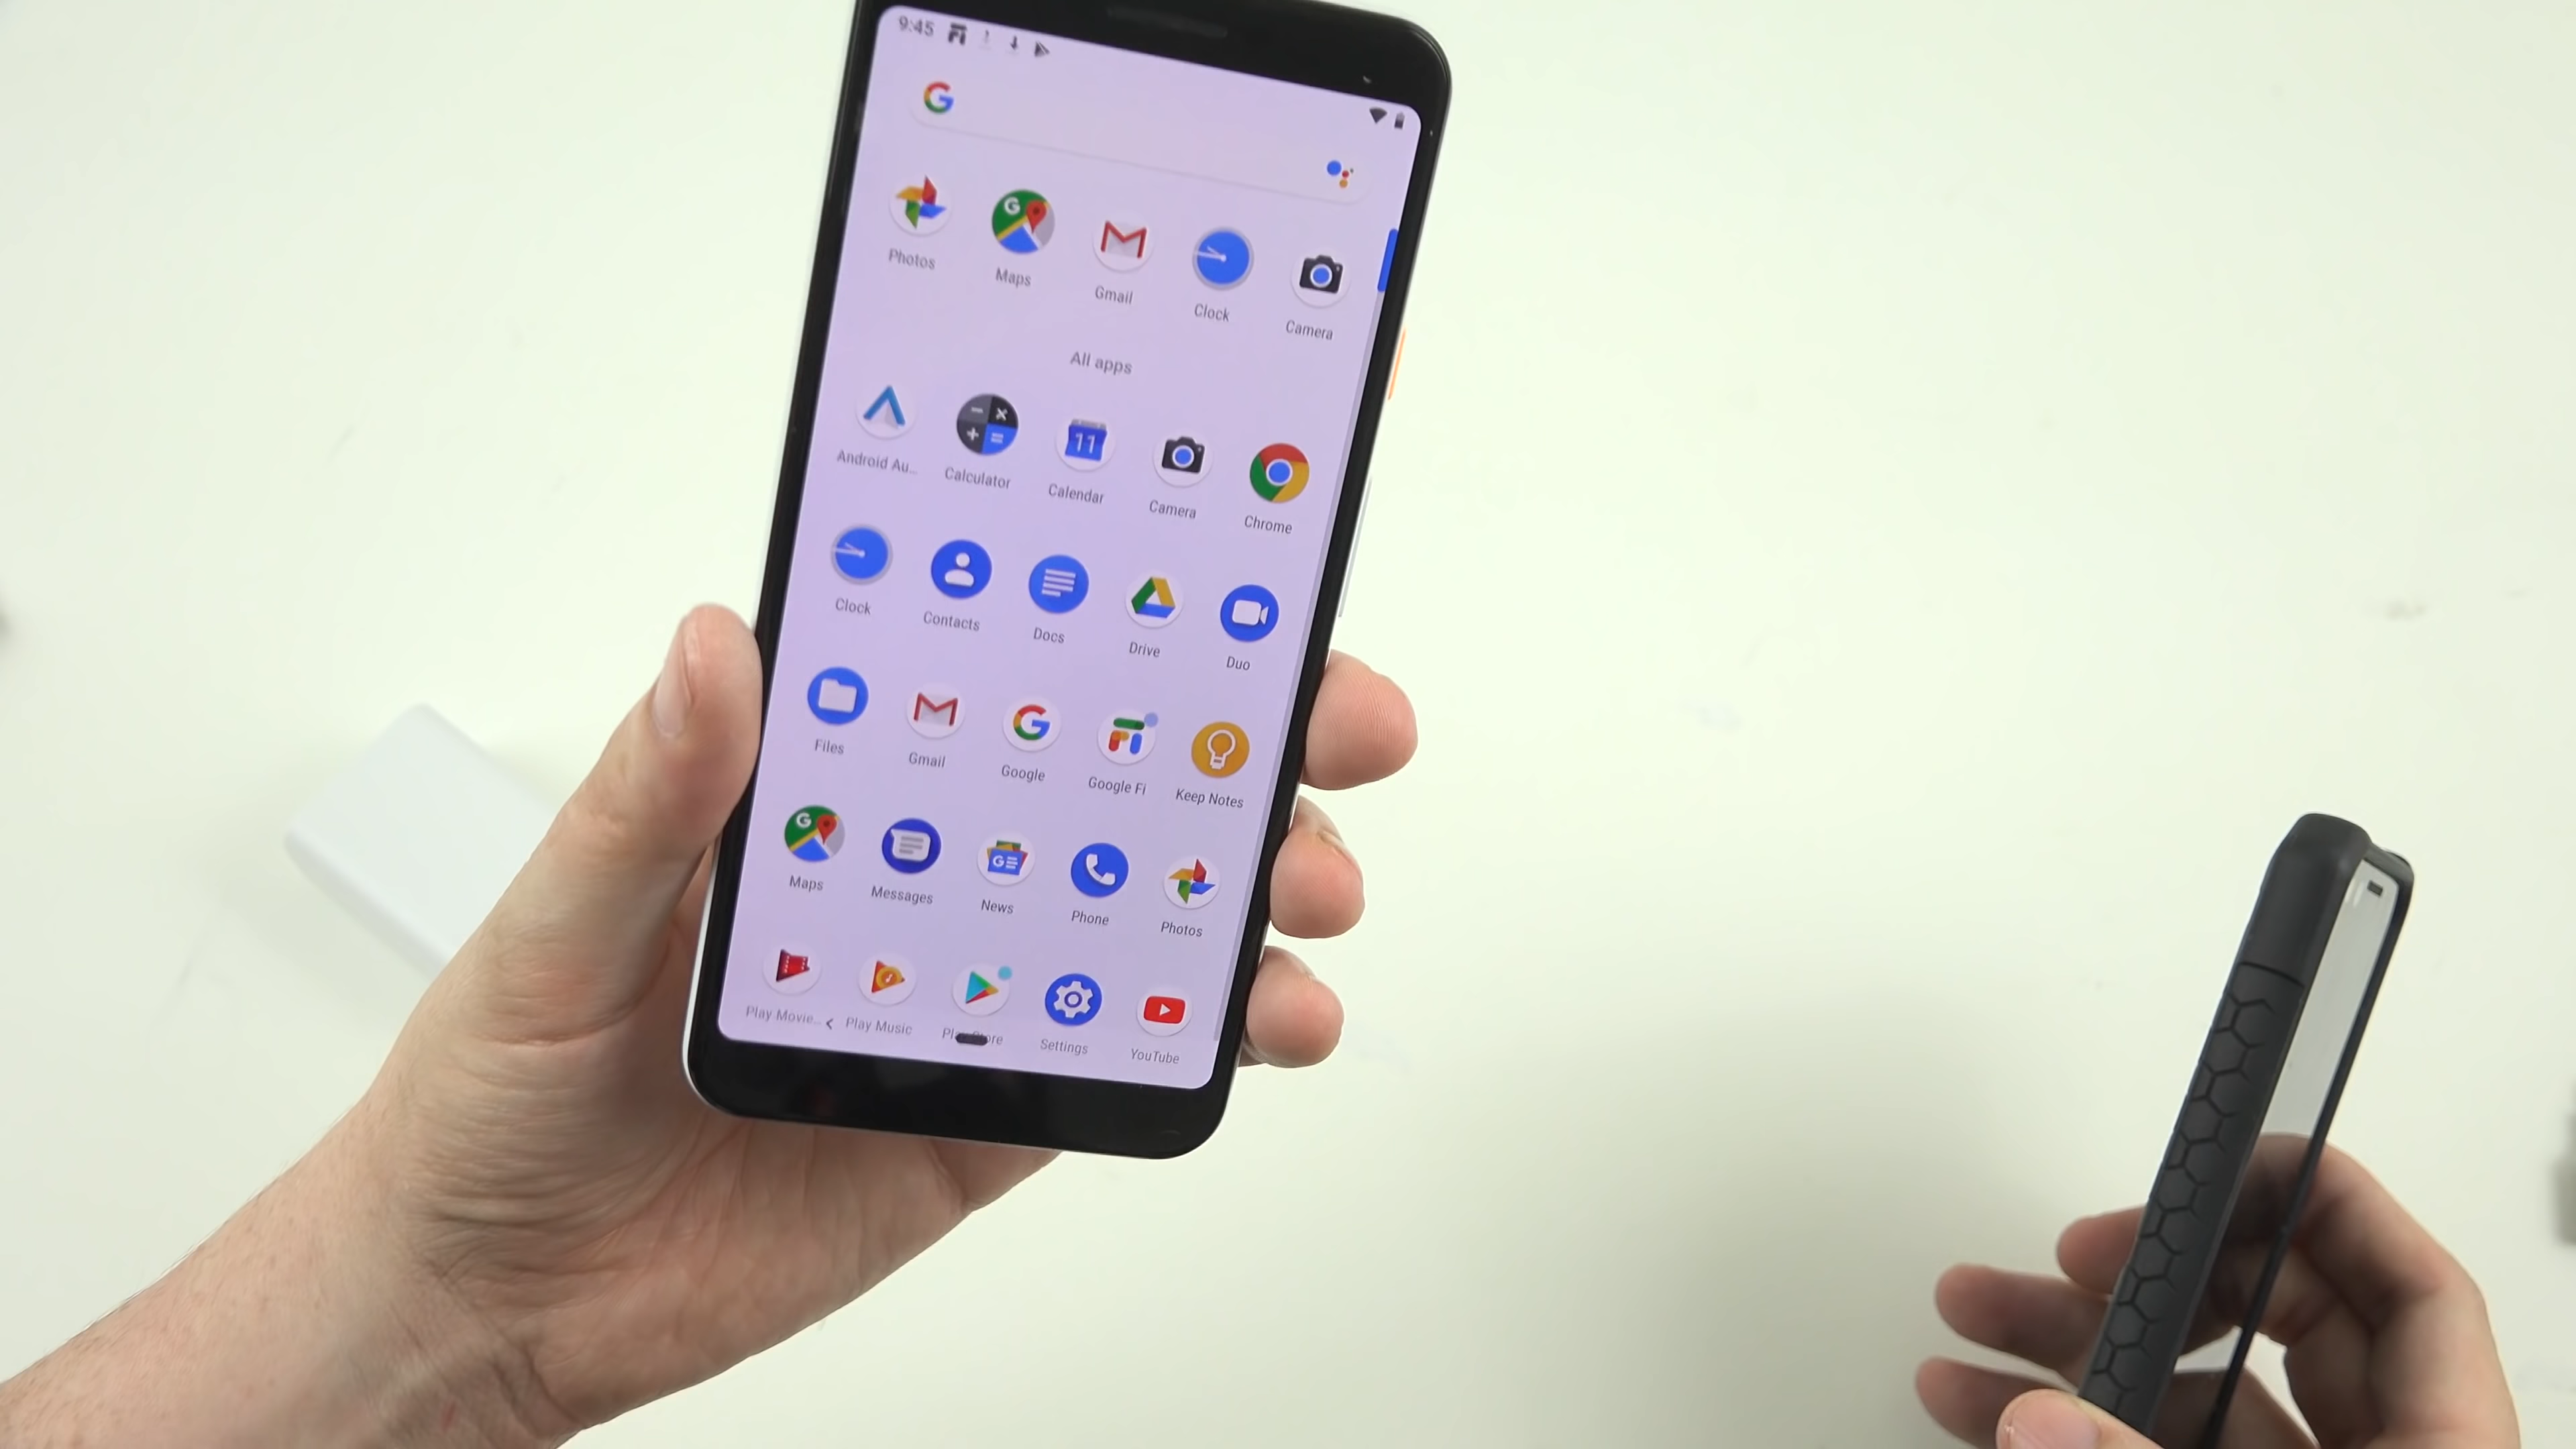 9:45
Photos Maps Gmail Clock Camera
All apps
Android Au... Calculator Calendar Camera Chrome
11
Clock Contacts Docs Drive Duo
Files Gmail Google Google Fi Keep Notes
Maps Messages News Phone Photos
Play Movie... Play Music Settings YouTube